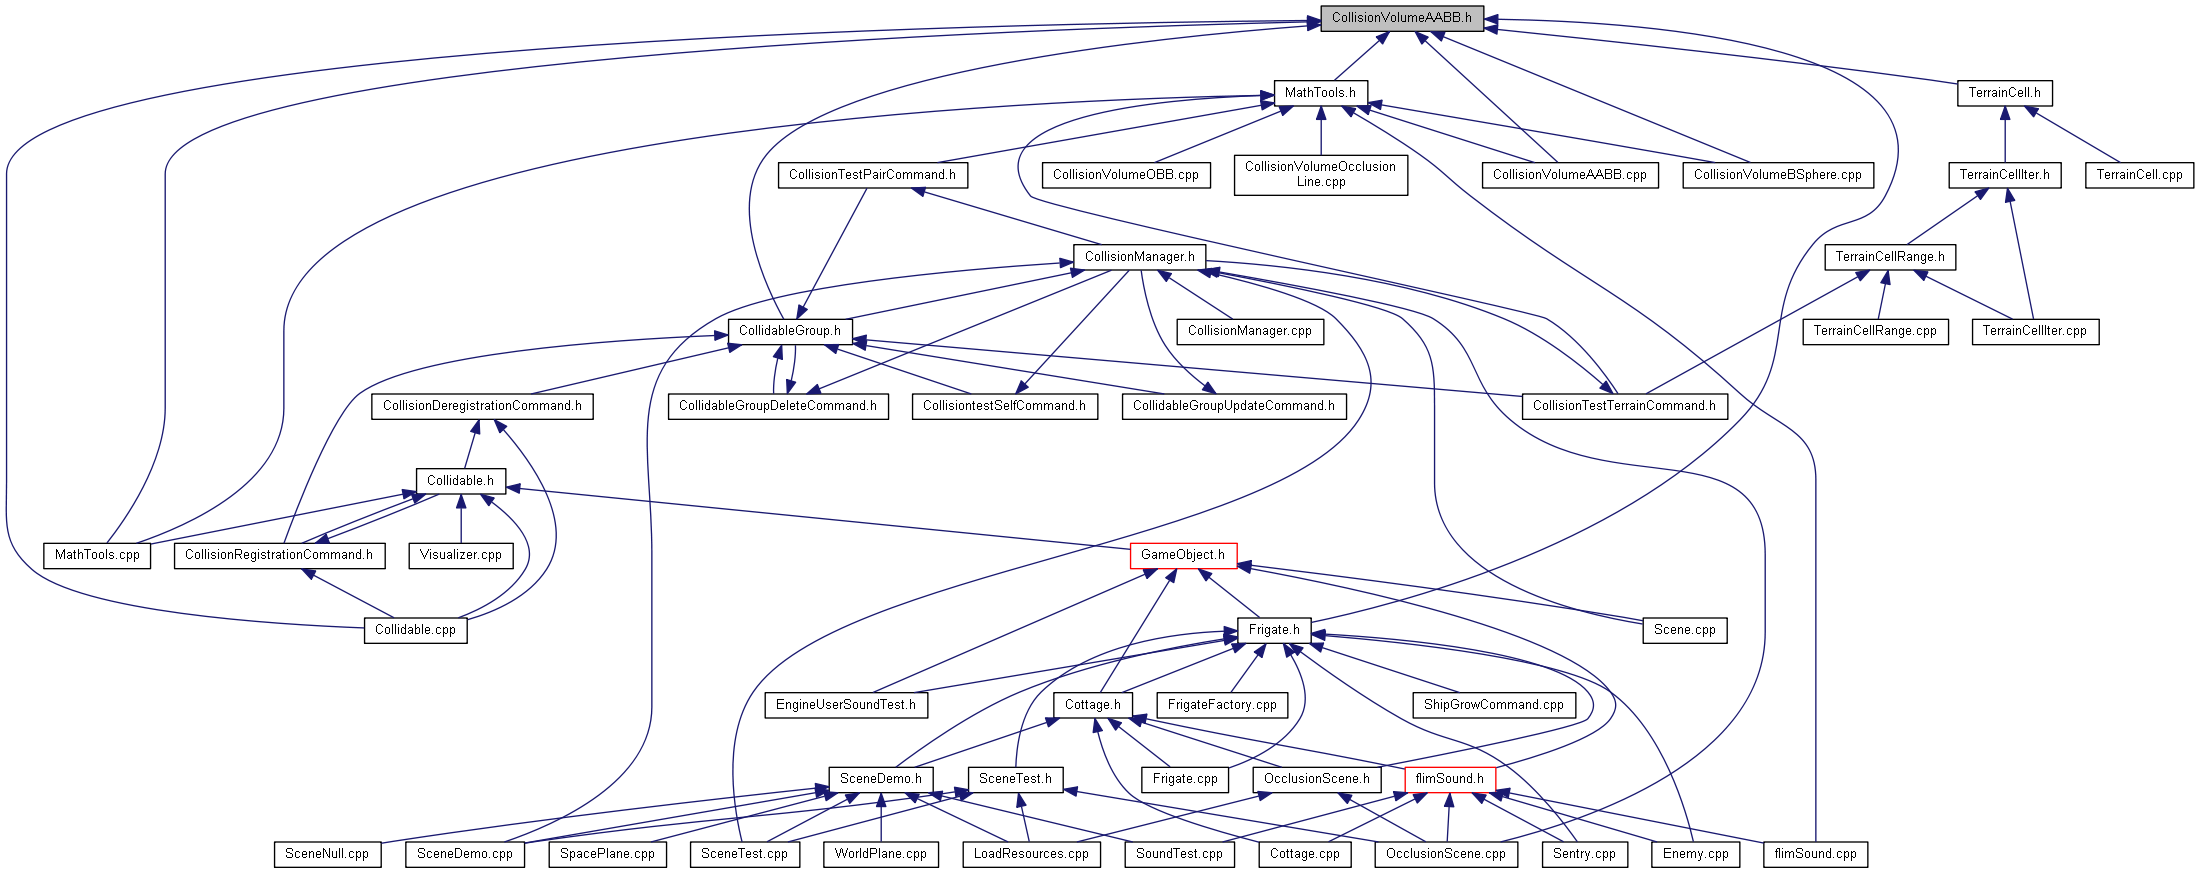 CollisionVolumeAABB.h
MathTools.h
TerrainCell.h
CollisionTestPairCommand.h
CollisionVolumeOBB.cpp
CollisionVolumeOcclusion
Line.cpp
CollisionVolumeAABB.cpp
CollisionVolumeBSphere.cpp
TerrainCellIter.h
TerrainCell.cpp
CollisionManager.h
TerrainCellRange.h
CollidableGroup.h
CollisionManager.cpp
TerrainCellRange.cpp
TerrainCellIter.cpp
CollisionDeregistrationCommand.h
CollidableGroupDeleteCommand.h
CollisiontestSelfCommand.h
CollidableGroupUpdateCommand.h
CollisionTestTerrainCommand.h
Collidable.h
MathTools.cpp
CollisionRegistrationCommand.h
Visualizer.cpp
GameObject.h
Collidable.cpp
Frigate.h
Scene.cpp
EngineUserSoundTest.h
Cottage.h
FrigateFactory.cpp
ShipGrowCommand.cpp
SceneDemo.h
SceneTest.h
Frigate.cpp
OcclusionScene.h
flimSound.h
SceneNull.cpp
SceneDemo.cpp
SpacePlane.cpp
SceneTest.cpp
WorldPlane.cpp
LoadResources.cpp
SoundTest.cpp
Cottage.cpp
OcclusionScene.cpp
Sentry.cpp
Enemy.cpp
flimSound.cpp